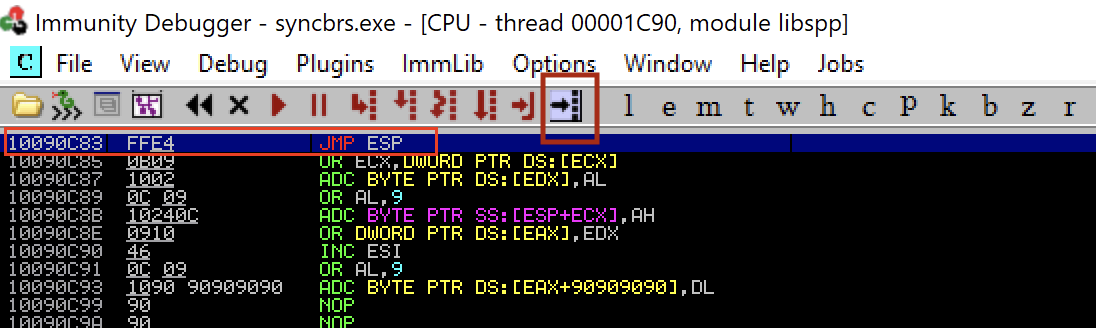 Immunity Debugger - syncbrs.exe - [CPU - thread 00001C90, module libspp]
C File View Debug Plugins ImmLib Options Window Help Jobs
l e m t w h c P k b z r
10090C83 FFE4 JMP ESP
10090C85 0B09 OR ECX,DWORD PTR DS:[ECX]
10090C87 1002 ADC BYTE PTR DS:[EDX],AL
10090C89 0C 09 OR AL,9
10090C8B 10240C ADC BYTE PTR SS:[ESP+ECX],AH
10090C8E 0910 OR DWORD PTR DS:[EAX],EDX
10090C90 46 INC ESI
10090C91 0C 09 OR AL,9
10090C93 1090 90909090 ADC BYTE PTR DS:[EAX+90909090],DL
10090C99 90 NOP
10090C9A 90 NOP